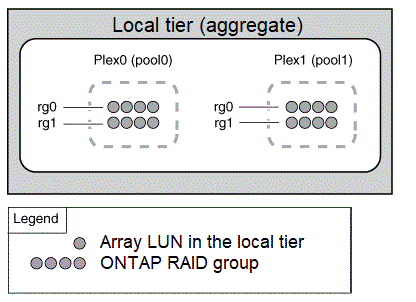 Local tier (aggregate)
Plex0 (pool0)
Plex1 (pool1)
rg0
rg1
rg0
rg1
Legend
Array LUN in the local tier
ONTAP RAID group